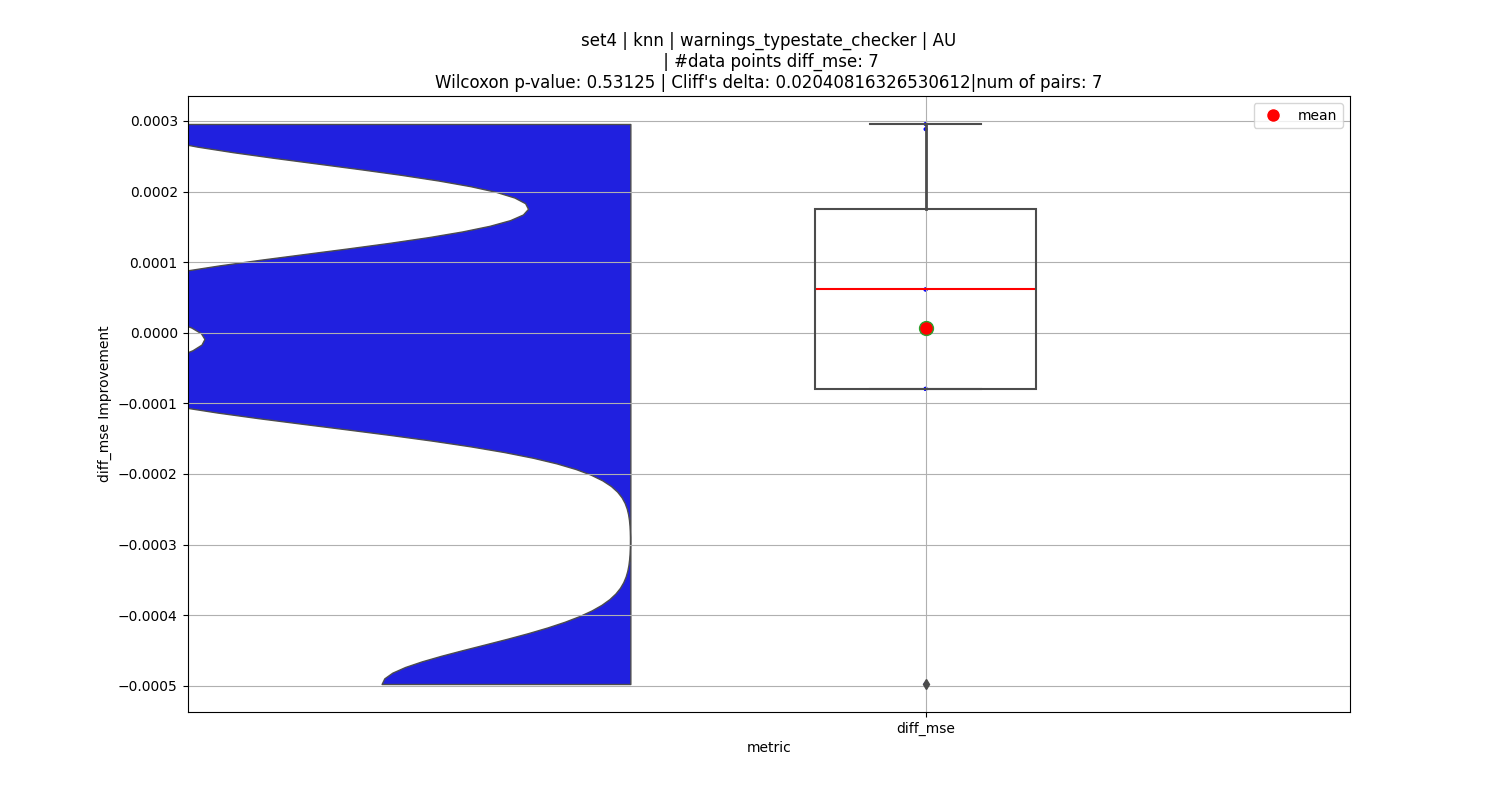 set4 | knn | warnings_typestate_checker | AU
| #data points diff_mse: 7
Wilcoxon p-value: 0.53125 | Cliff's delta: 0.02040816326530612|num of pairs: 7
mean
0.0003
0.0002
0.0001
0.0000
−0.0001
−0.0002
−0.0003
−0.0004
−0.0005
diff_mse Improvement
diff_mse
metric